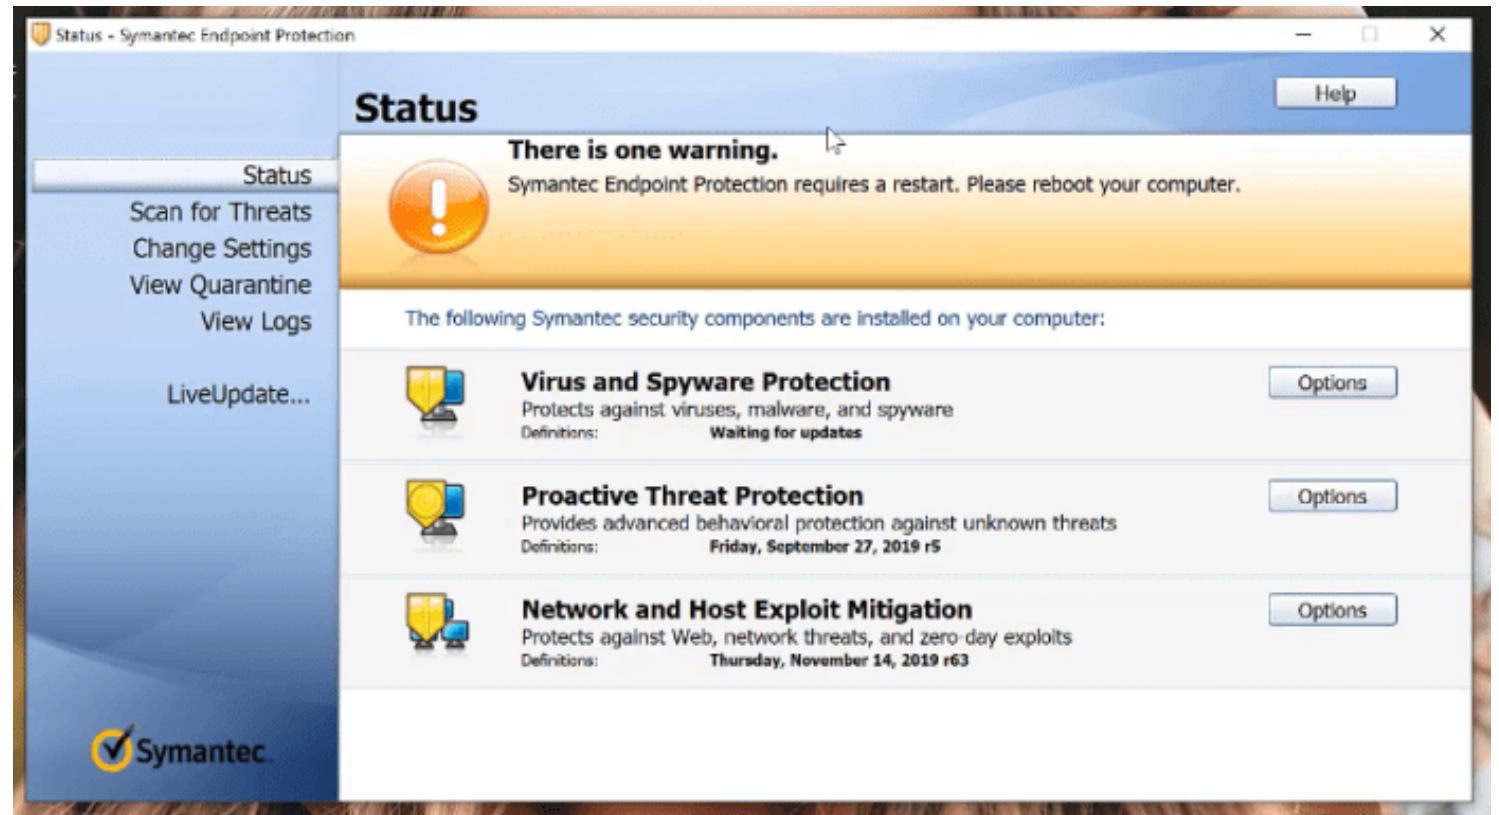 Status - Symantec Endpoint Protection
Status
Help
There is one warning.
Symantec Endpoint Protection requires a restart. Please reboot your computer.
Status
Scan for Threats
Change Settings
View Quarantine
View Logs
LiveUpdate...
The following Symantec security components are installed on your computer:
Virus and Spyware Protection
Options
Protects against viruses, malware, and spyware
Definitions: Waiting for updates
Proactive Threat Protection
Options
Provides advanced behavioral protection against unknown threats
Definitions: Friday, September 27, 2019 r5
Network and Host Exploit Mitigation
Options
Protects against Web, network threats, and zero-day exploits
Definitions: Thursday, November 14, 2019 r63
Symantec